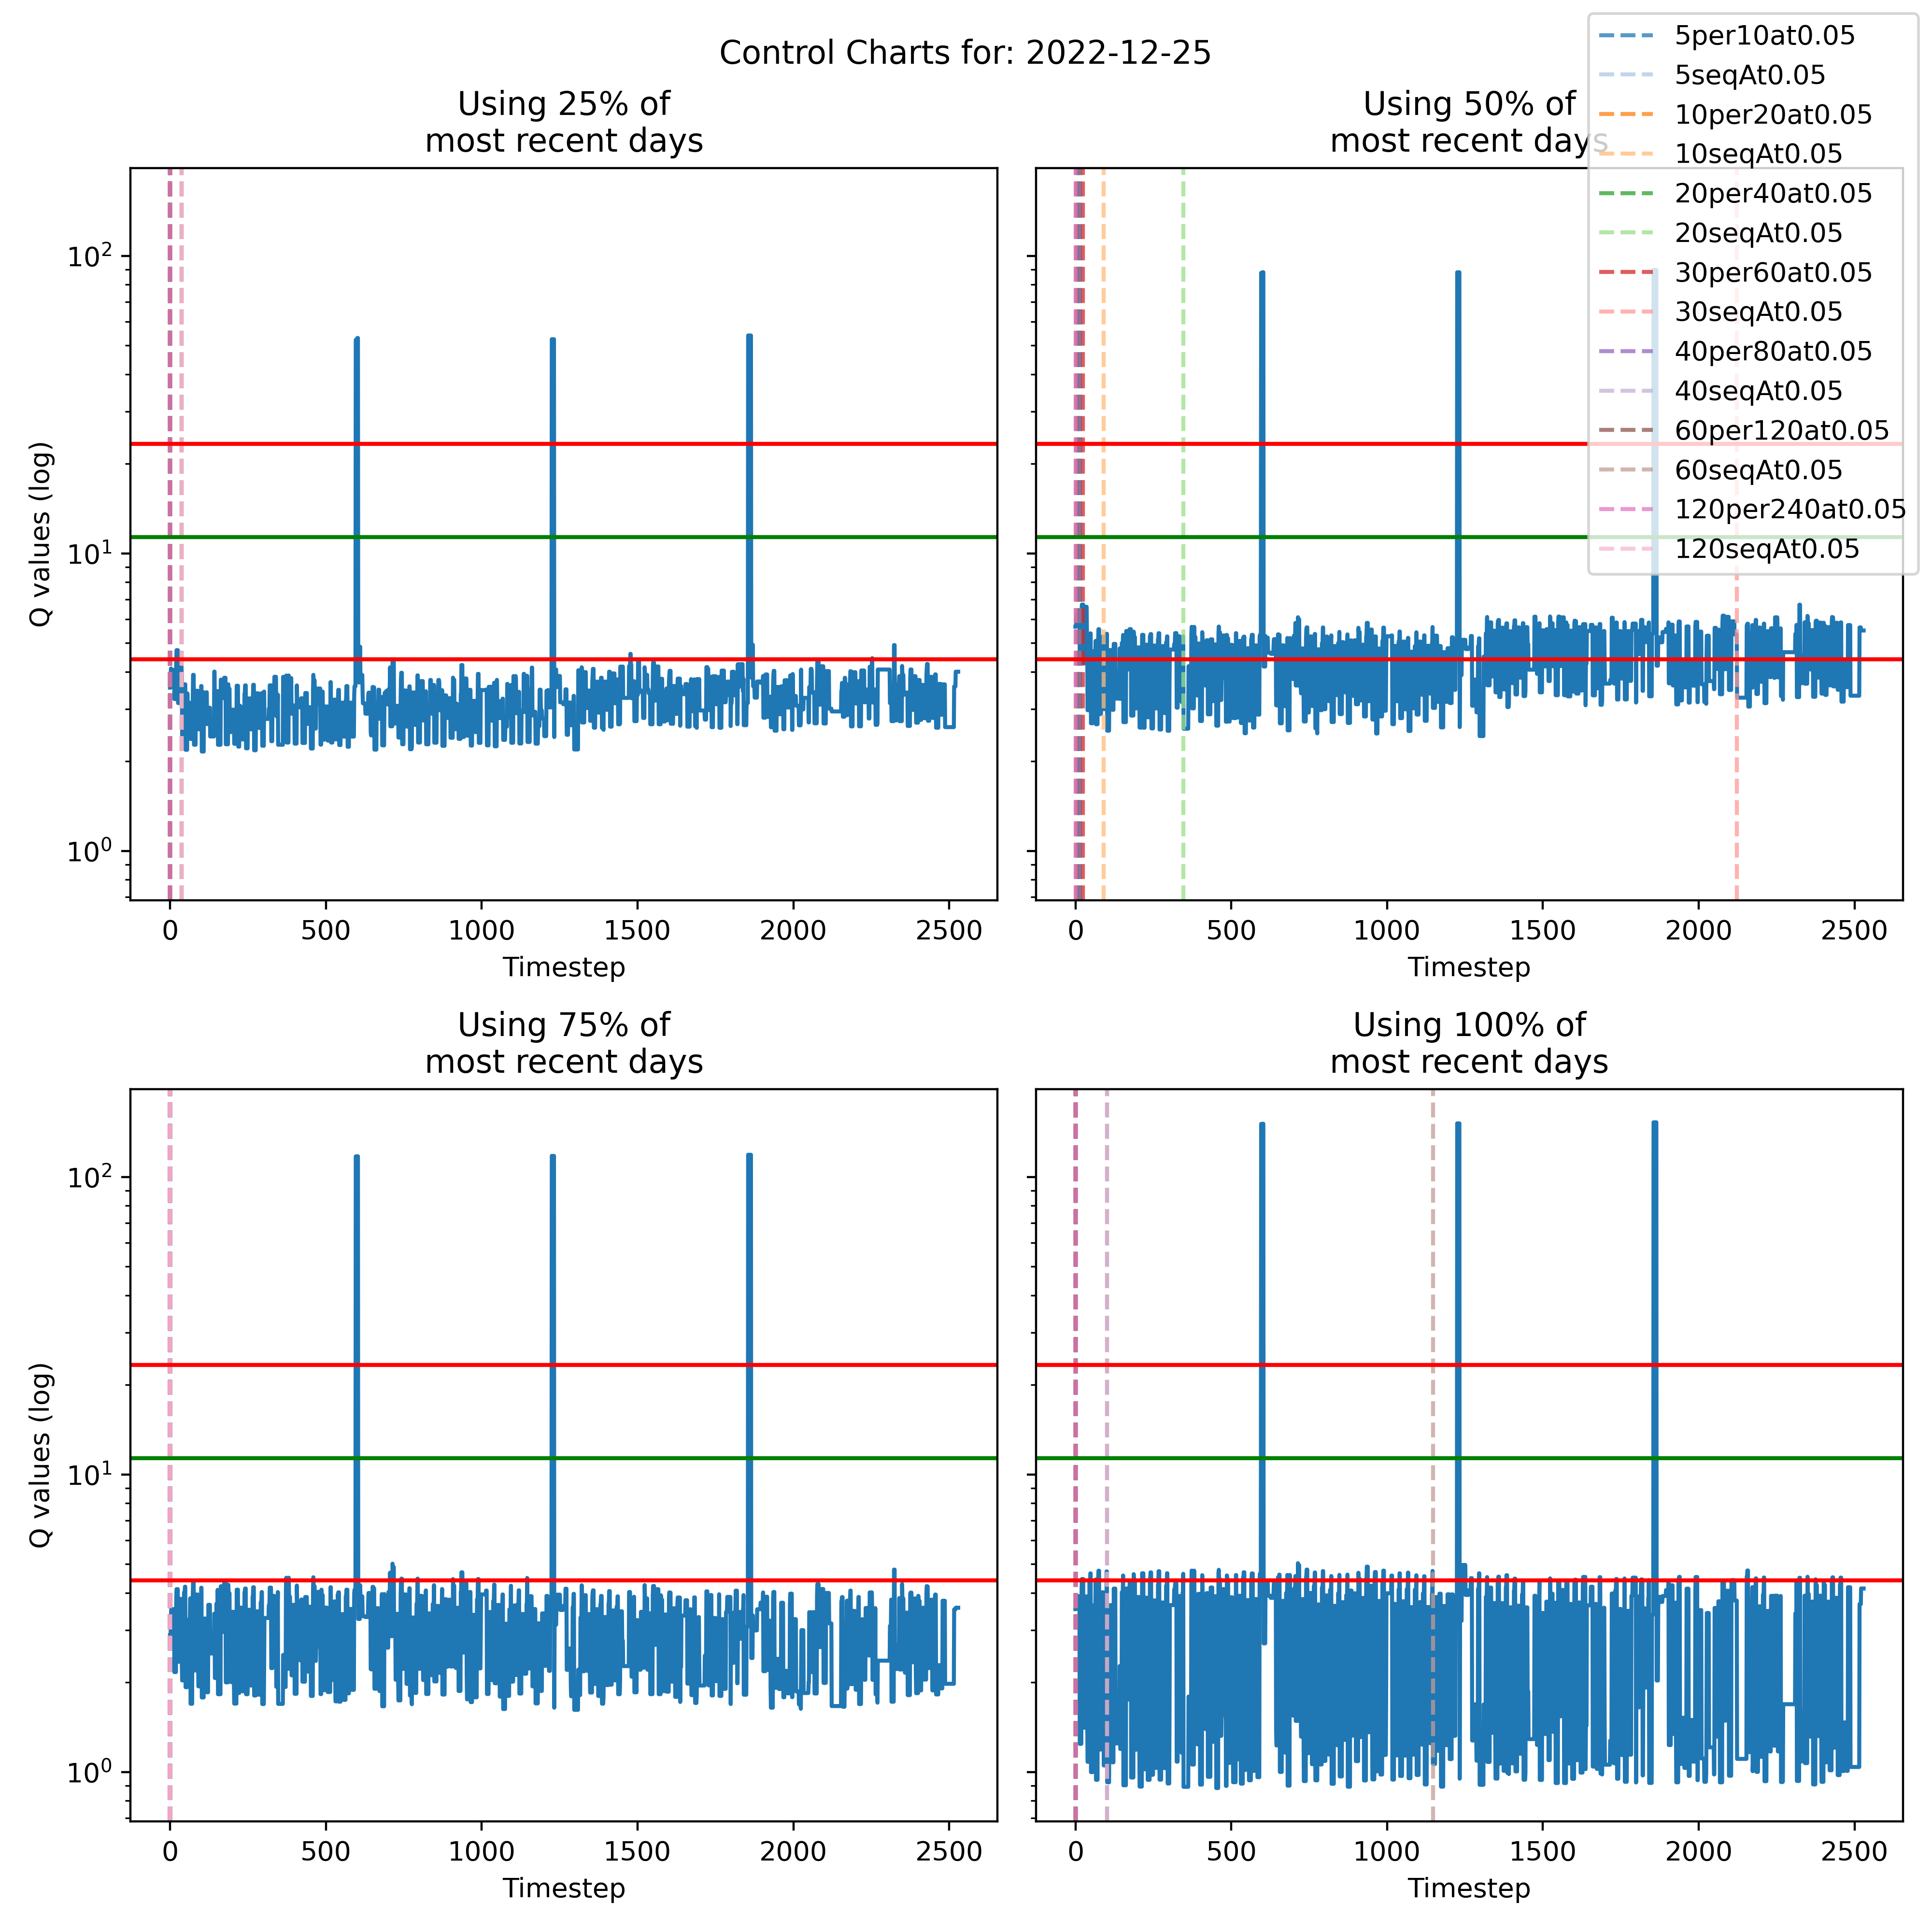 Control Charts for: 2022-12-25
5per10at0.05
5seqAt0.05
10per20at0.05
10seqAt0.05
20per40at0.05
20seqAt0.05
30per60at0.05
30seqAt0.05
40per80at0.05
40seqAt0.05
60per120at0.05
60seqAt0.05
120per240at0.05
120seqAt0.05
Using 25% of
most recent days
Q values (log)
10²
10¹
10⁰
0 500 1000 1500 2000 2500
Timestep
Using 50% of
most recent days
0 500 1000 1500 2000 2500
Timestep
Using 75% of
most recent days
Q values (log)
10²
10¹
10⁰
0 500 1000 1500 2000 2500
Timestep
Using 100% of
most recent days
0 500 1000 1500 2000 2500
Timestep